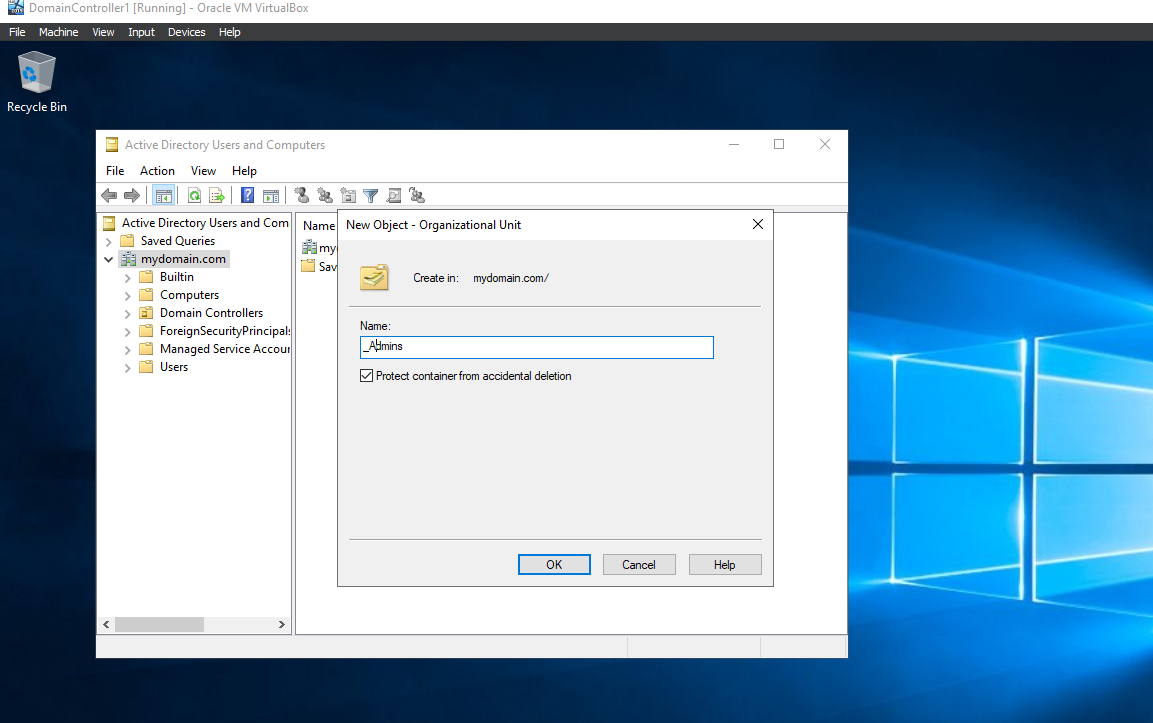 DomainController1 [Running] - Oracle VM VirtualBox
File Machine View Input Devices Help
Recycle Bin
Active Directory Users and Computers
File Action View Help
Active Directory Users and Com
Saved Queries
mydomain.com
Builtin
Computers
Domain Controllers
ForeignSecurityPrincipals
Managed Service Accour
Users
Name
my
Sav
New Object - Organizational Unit
Create in: mydomain.com/
Name:
_Admins
Protect container from accidental deletion
OK Cancel Help